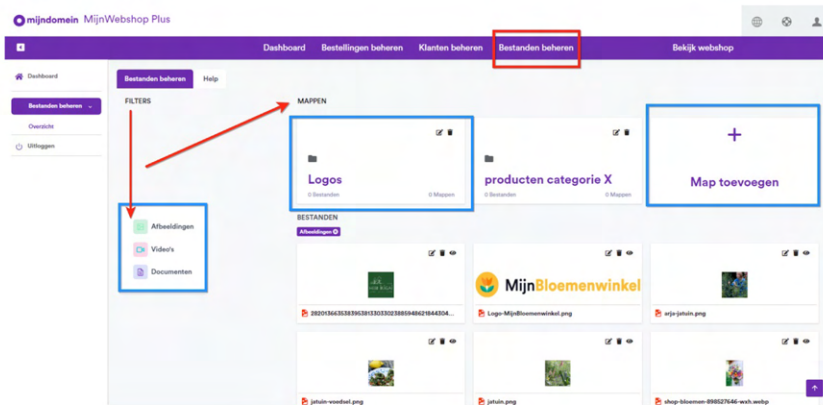 mijndomein MijnWebshop Plus
Dashboard Bestellingen beheren Klanten beheren Bestanden beheren Bekijk webshop
Dashboard
Bestanden beheren
Overzicht
Uitloggen
Bestanden beheren Help
FILTERS
Afbeeldingen
Video's
Documenten
MAPPEN
Logos
0 Bestanden 0 Mappen
producten categorie X
0 Bestanden 0 Mappen
Map toevoegen
BESTANDEN
Afbeeldingen
MijnBloemenwinkel
Logo-MijnBloemenwinkel.png
arja-jatuin.png
jatuin-voedsel.png
jatuin.png
shop-bloemen-898527646-wxh.webp